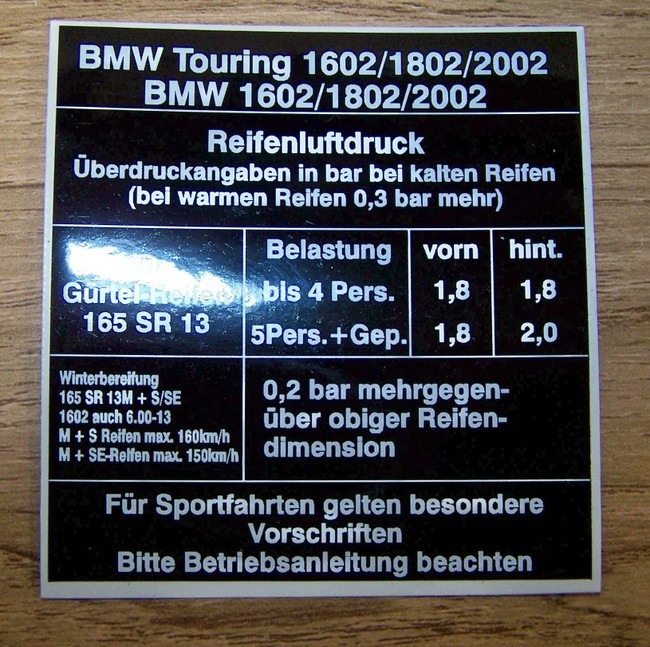 BMW Touring 1602/1802/2002
BMW 1602/1802/2002
Reifenluftdruck
Überdruckangaben in bar bei kalten Reifen
(bei warmen Reifen 0,3 bar mehr)
Belastung vorn hint.
Gürtel-Reifen bis 4 Pers. 1,8 1,8
165 SR 13
5Pers.+Gep. 1,8 2,0
Winterbereifung
165 SR 13M + S/SE
1602 auch 6.00-13
M + S Reifen max. 160km/h
M + SE-Reifen max. 150km/h
0,2 bar mehrgegen-
über obiger Reifen-
dimension
Für Sportfahrten gelten besondere
Vorschriften
Bitte Betriebsanleitung beachten